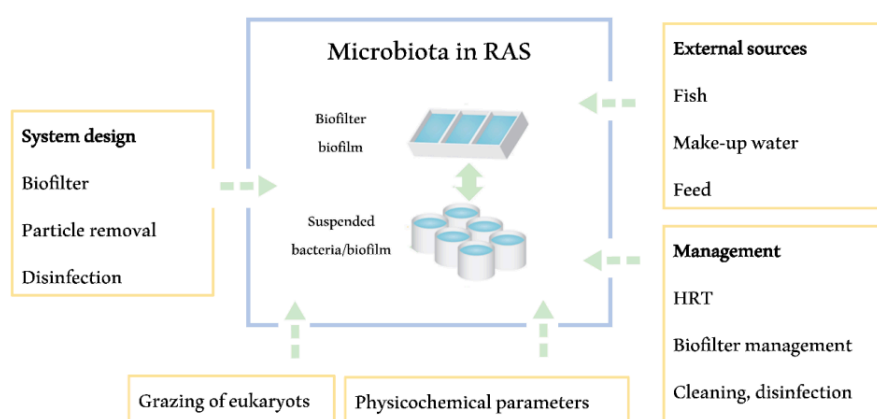 Microbiota in RAS
Biofilter
biofilm
Suspended
bacteria/biofilm
System design
Biofilter
Particle removal
Disinfection
External sources
Fish
Make-up water
Feed
Management
HRT
Biofilter management
Cleaning, disinfection
Grazing of eukaryots
Physicochemical parameters